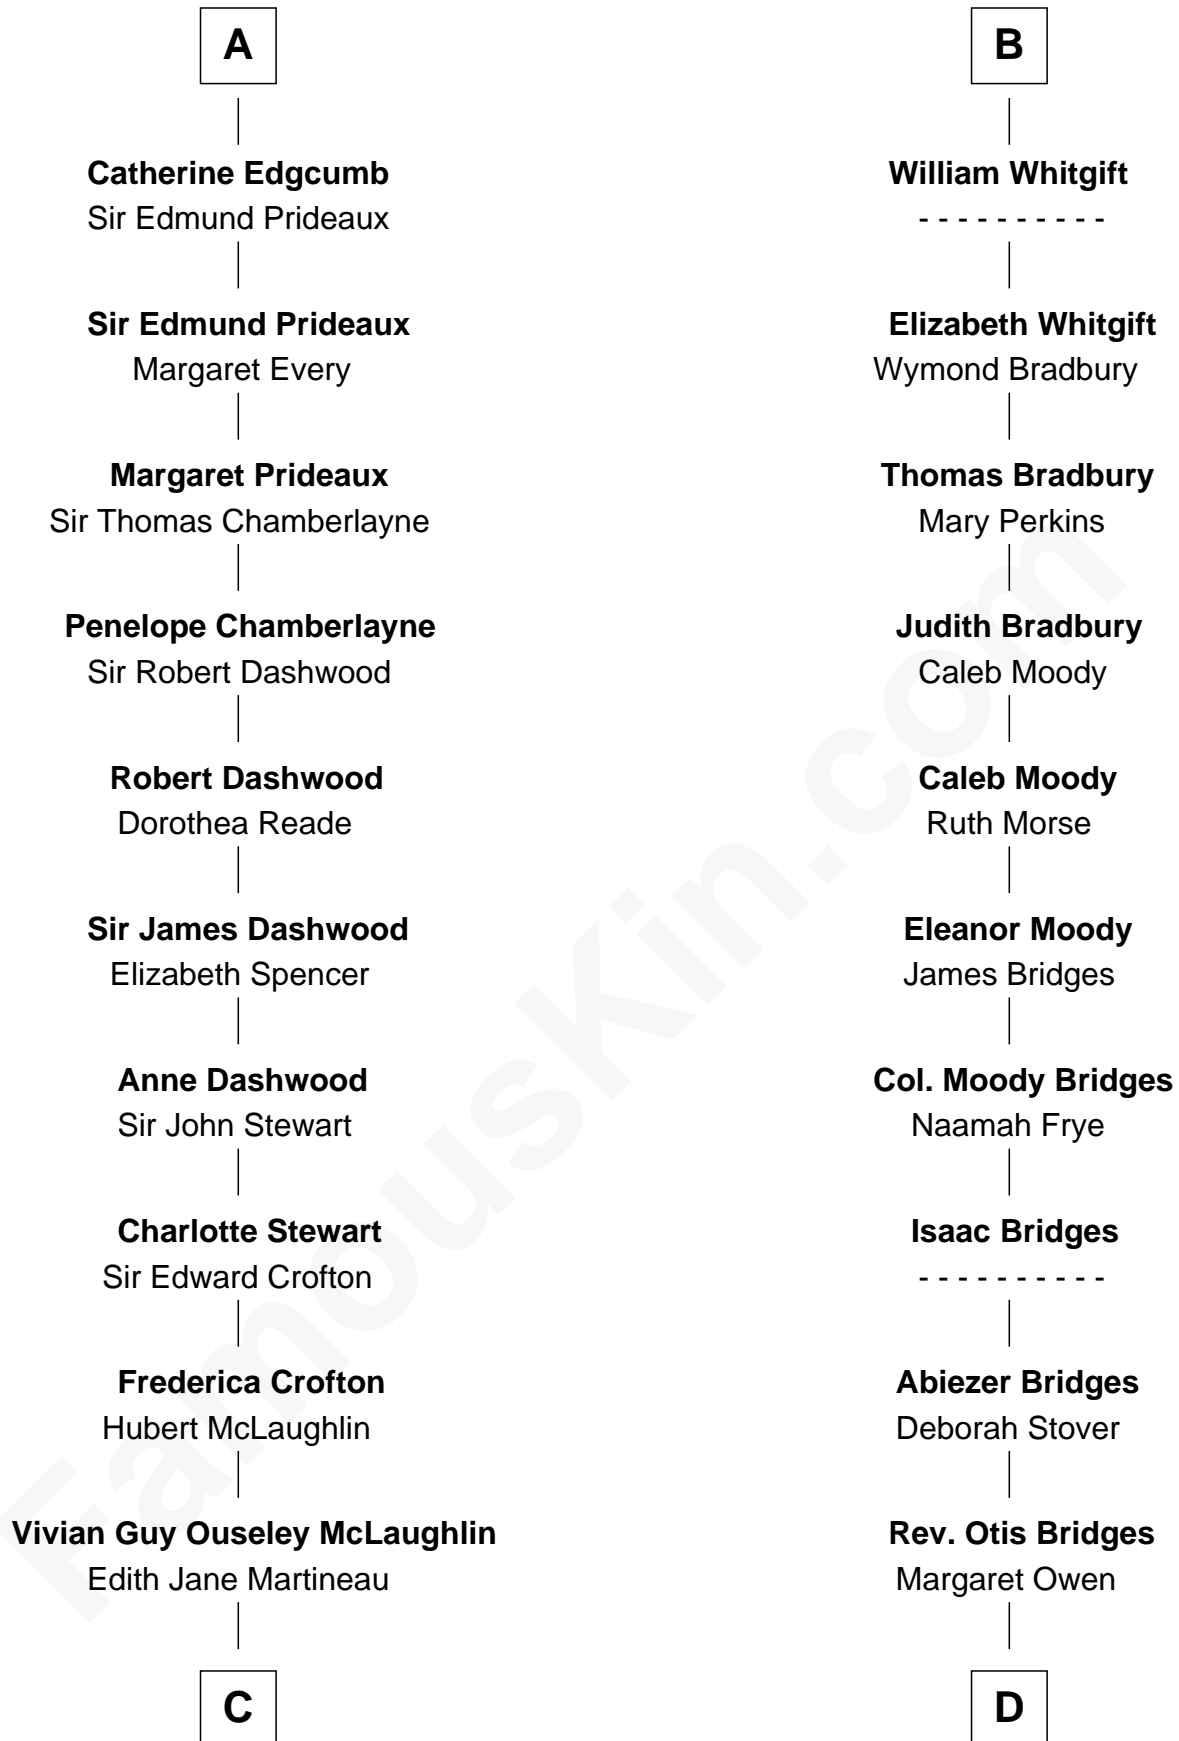 A
Catherine Edgcumb
Sir Edmund Prideaux
Sir Edmund Prideaux
Margaret Every
Margaret Prideaux
Sir Thomas Chamberlayne
Penelope Chamberlayne
Sir Robert Dashwood
Robert Dashwood
Dorothea Reade
Sir James Dashwood
Elizabeth Spencer
Anne Dashwood
Sir John Stewart
Charlotte Stewart
Sir Edward Crofton
Frederica Crofton
Hubert McLaughlin
Vivian Guy Ouseley McLaughlin
Edith Jane Martineau
C
B
William Whitgift
- - - - - - - - - -
Elizabeth Whitgift
Wymond Bradbury
Thomas Bradbury
Mary Perkins
Judith Bradbury
Caleb Moody
Caleb Moody
Ruth Morse
Eleanor Moody
James Bridges
Col. Moody Bridges
Naamah Frye
Isaac Bridges
- - - - - - - - - -
Abiezer Bridges
Deborah Stover
Rev. Otis Bridges
Margaret Owen
D
FamousKin.com